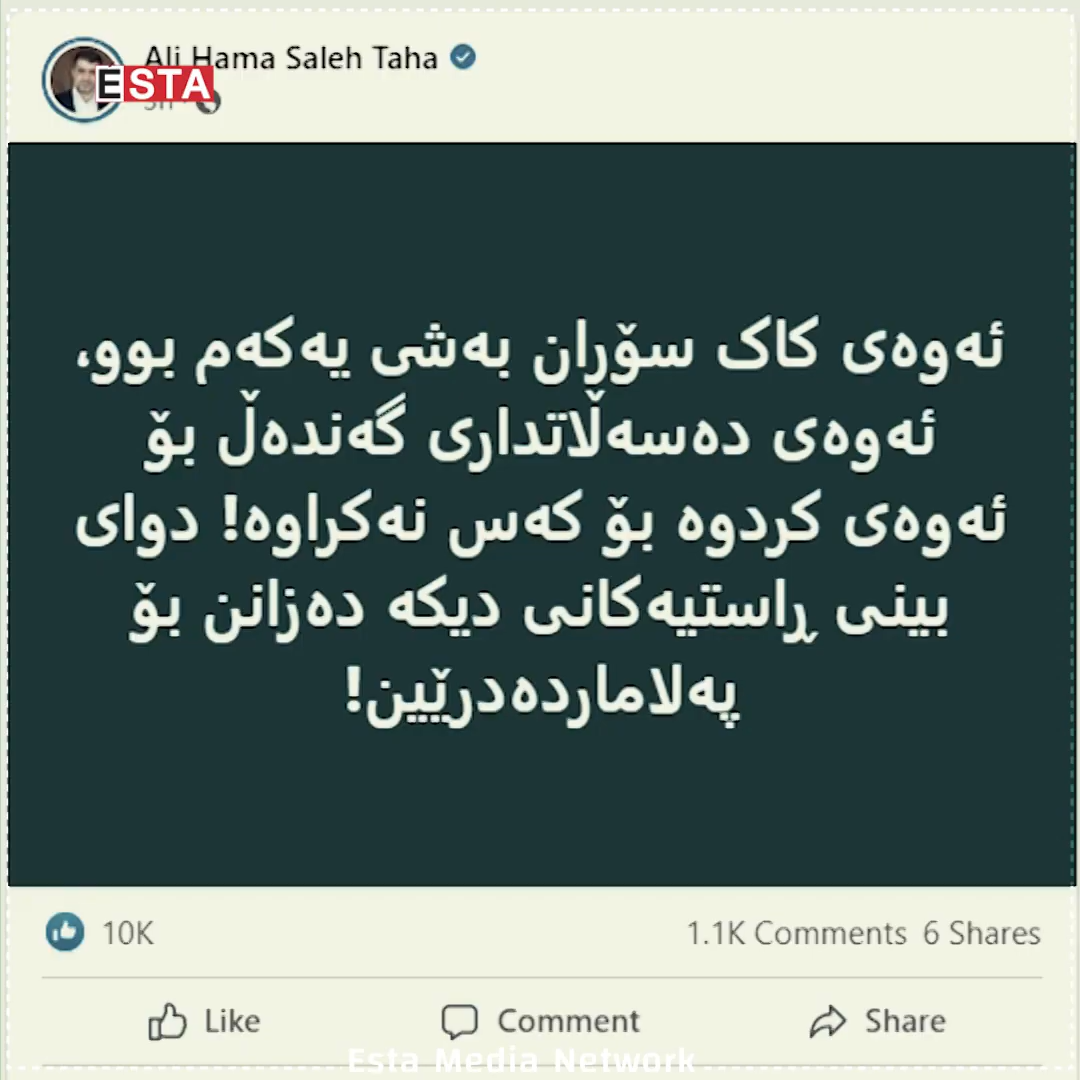 Ali Hama Saleh Taha
ESTA
ئەوەی کاک سۆران بەشی یەکەم بوو،
ئەوەی دەسەڵاتداری گەندەڵ بۆ
ئەوەی کردوە بۆ کەس نەکراوە! دوای
بینی ڕاستیەکانی دیکە دەزانن بۆ
پەلاماردەدرێین!
10K
1.1K Comments 6 Shares
Like Comment Share
Esta Media Network